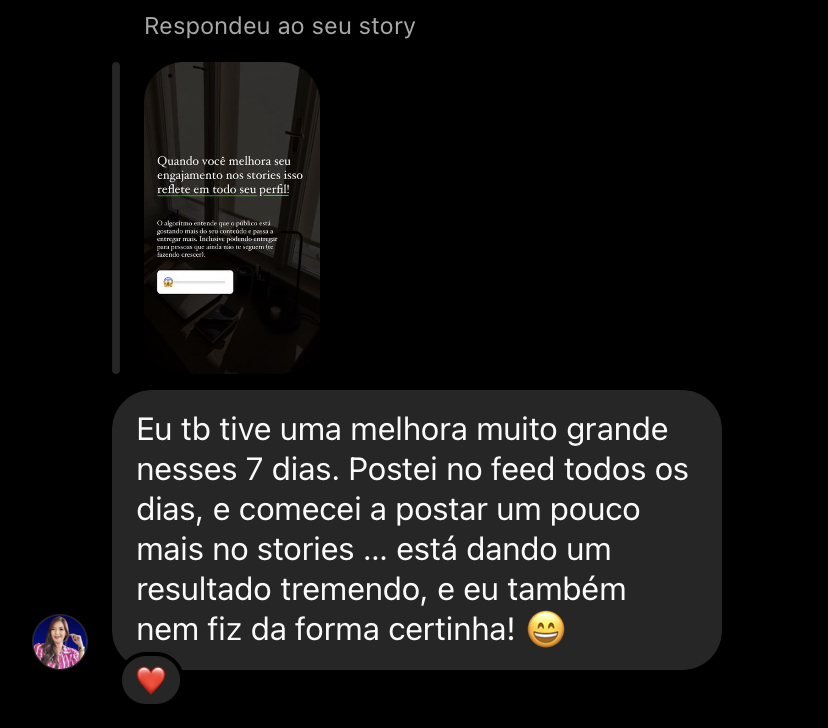 Respondeu ao seu story
Quando você melhora seu
engajamento nos stories isso
reflete em todo seu perfil!
O algoritmo entende que o público está
gostando mais do seu conteúdo e passa a
entregar mais. Inclusive podendo entregar
para pessoas que ainda não te seguem (te
fazendo crescer).
Eu tb tive uma melhora muito grande
nesses 7 dias. Postei no feed todos os
dias, e comecei a postar um pouco
mais no stories ... está dando um
resultado tremendo, e eu também
nem fiz da forma certinha! 😄